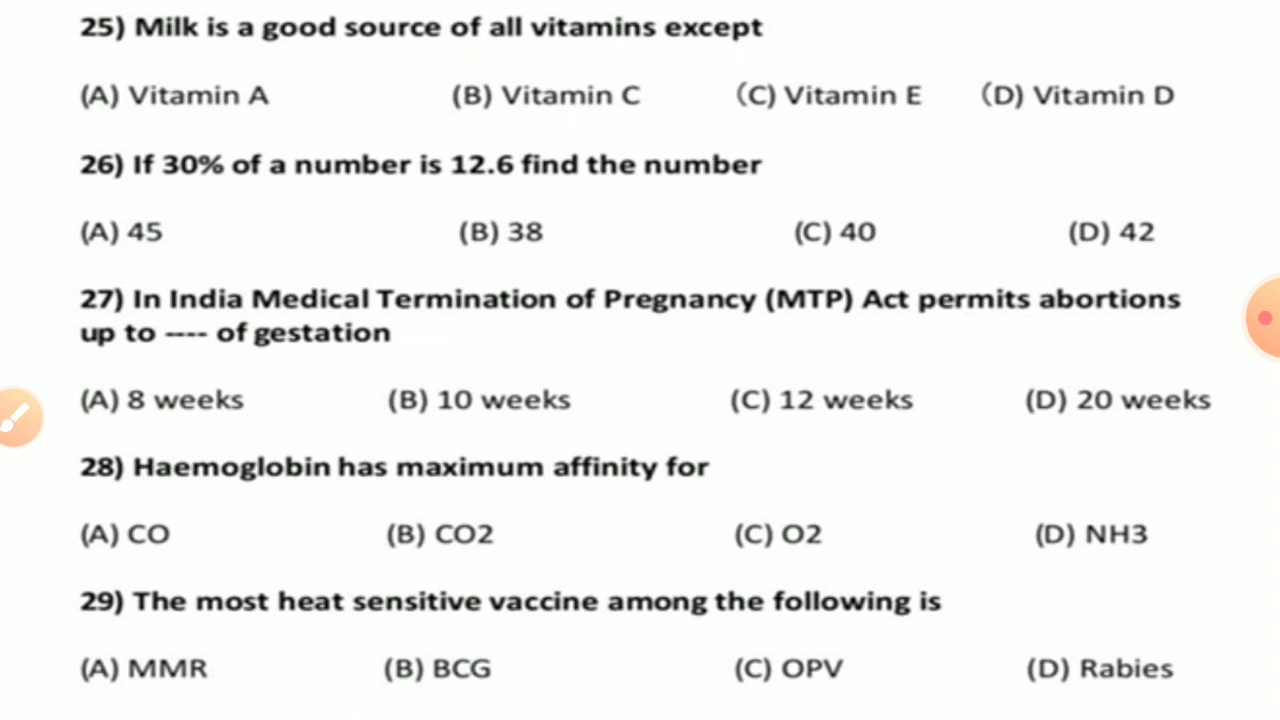 25) Milk is a good source of all vitamins except
(A) Vitamin A (B) Vitamin C (C) Vitamin E (D) Vitamin D
26) If 30% of a number is 12.6 find the number
(A) 45 (B) 38 (C) 40 (D) 42
27) In India Medical Termination of Pregnancy (MTP) Act permits abortions
up to ---- of gestation
(A) 8 weeks (B) 10 weeks (C) 12 weeks (D) 20 weeks
28) Haemoglobin has maximum affinity for
(A) CO (B) CO2 (C) O2 (D) NH3
29) The most heat sensitive vaccine among the following is
(A) MMR (B) BCG (C) OPV (D) Rabies